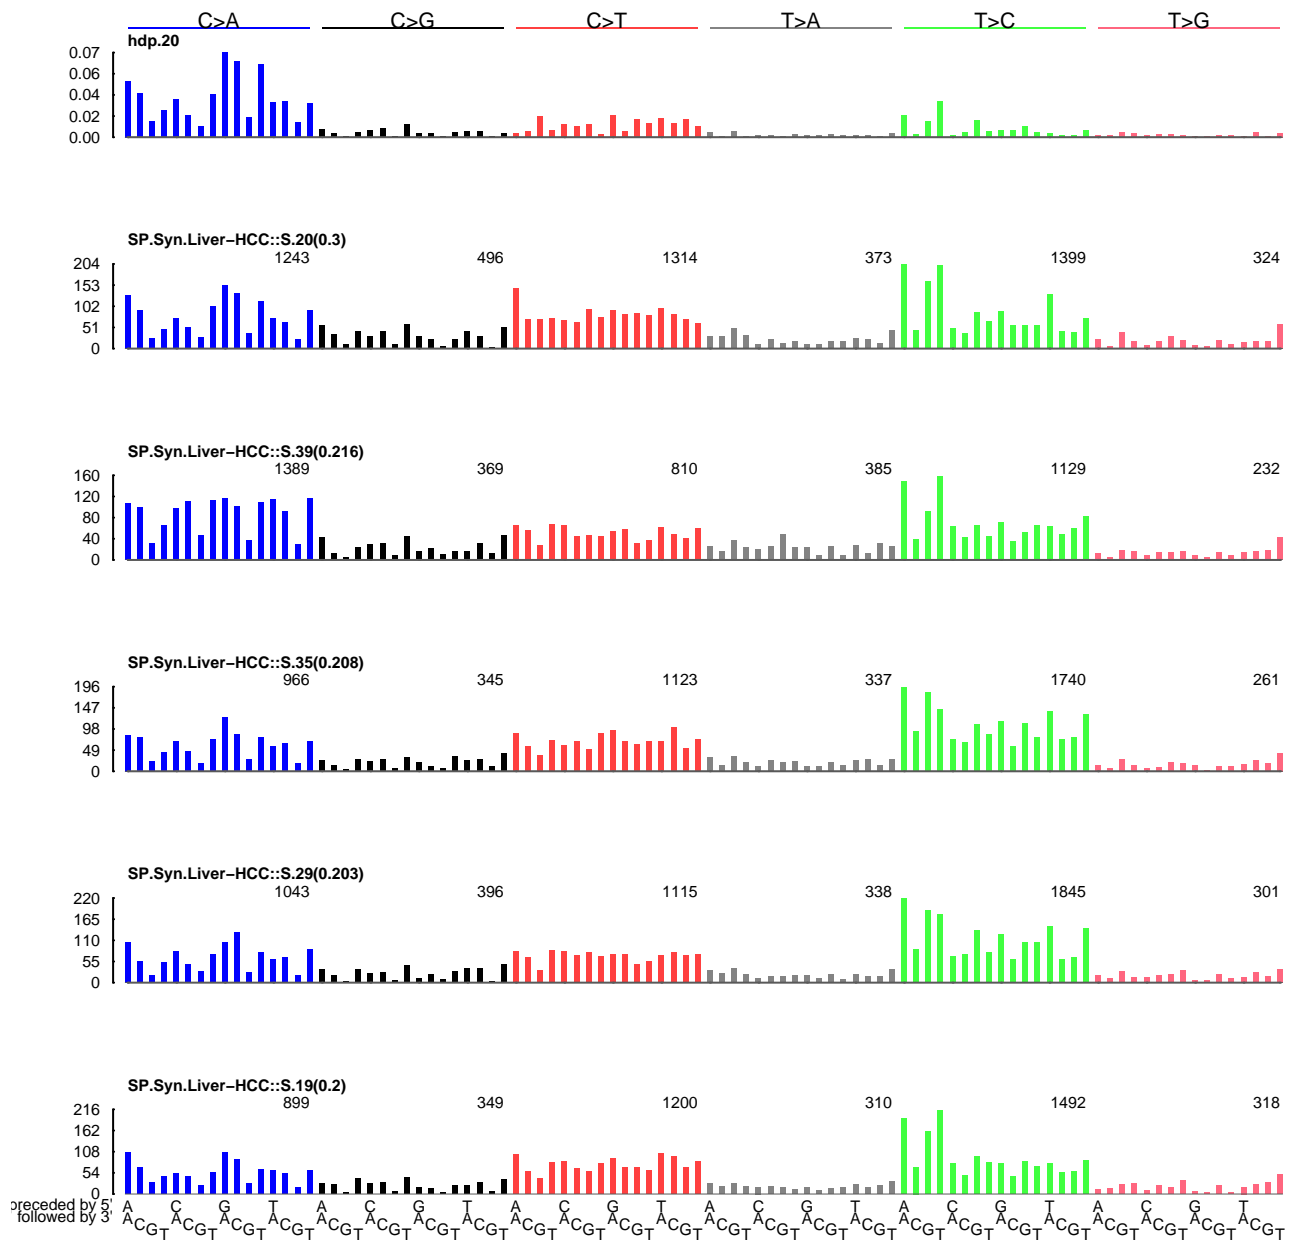 C>A C>G C>T T>A T>C T>G
hdp.20
0.07
0.06
0.04
0.02
0.00
SP.Syn.Liver−HCC::S.20(0.3)
1243 496 1314 373 1399 324
204
153
102
51
0
SP.Syn.Liver−HCC::S.39(0.216)
1389 369 810 385 1129 232
160
120
80
40
0
SP.Syn.Liver−HCC::S.35(0.208)
966 345 1123 337 1740 261
196
147
98
49
0
SP.Syn.Liver−HCC::S.29(0.203)
1043 396 1115 338 1845 301
220
165
110
55
0
SP.Syn.Liver−HCC::S.19(0.2)
899 349 1200 310 1492 318
216
162
108
54
0
preceded by 5' A C G T A C G T A C G T A C G T A C G T A C G T
followed by 3' A C G T A C G T A C G T A C G T A C G T A C G T A C G T A C G T A C G T A C G T A C G T A C G T A C G T A C G T A C G T A C G T A C G T A C G T A C G T A C G T A C G T A C G T A C G T A C G T